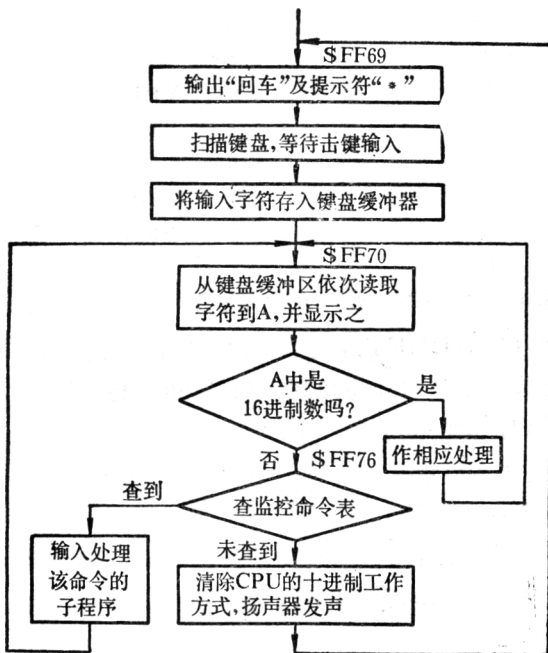 $FF69
输出“回车”及提示符“*”
扫描键盘,等待击键输入
将输入字符存入键盘缓冲器
$FF70
从键盘缓冲区依次读取
字符到A,并显示之
A中是
16进制数吗?
是
作相应处理
否
$FF76
查到
查监控命令表
未查到
输入处理
该命令的
子程序
清除CPU的十进制工作
方式,扬声器发声